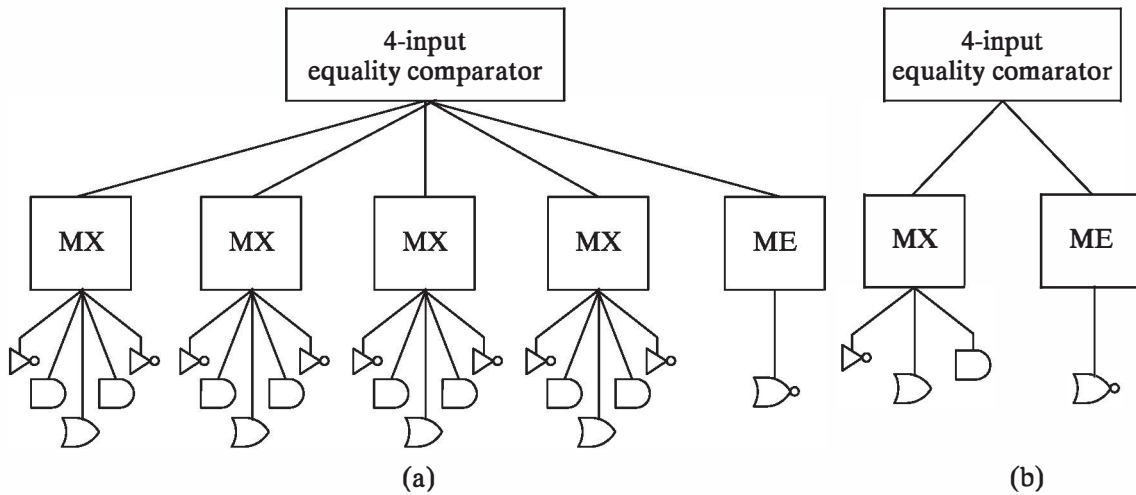 4-input
equality comparator
4-input
equality comarator
MX
MX
MX
MX
ME
MX
ME
(a)
(b)